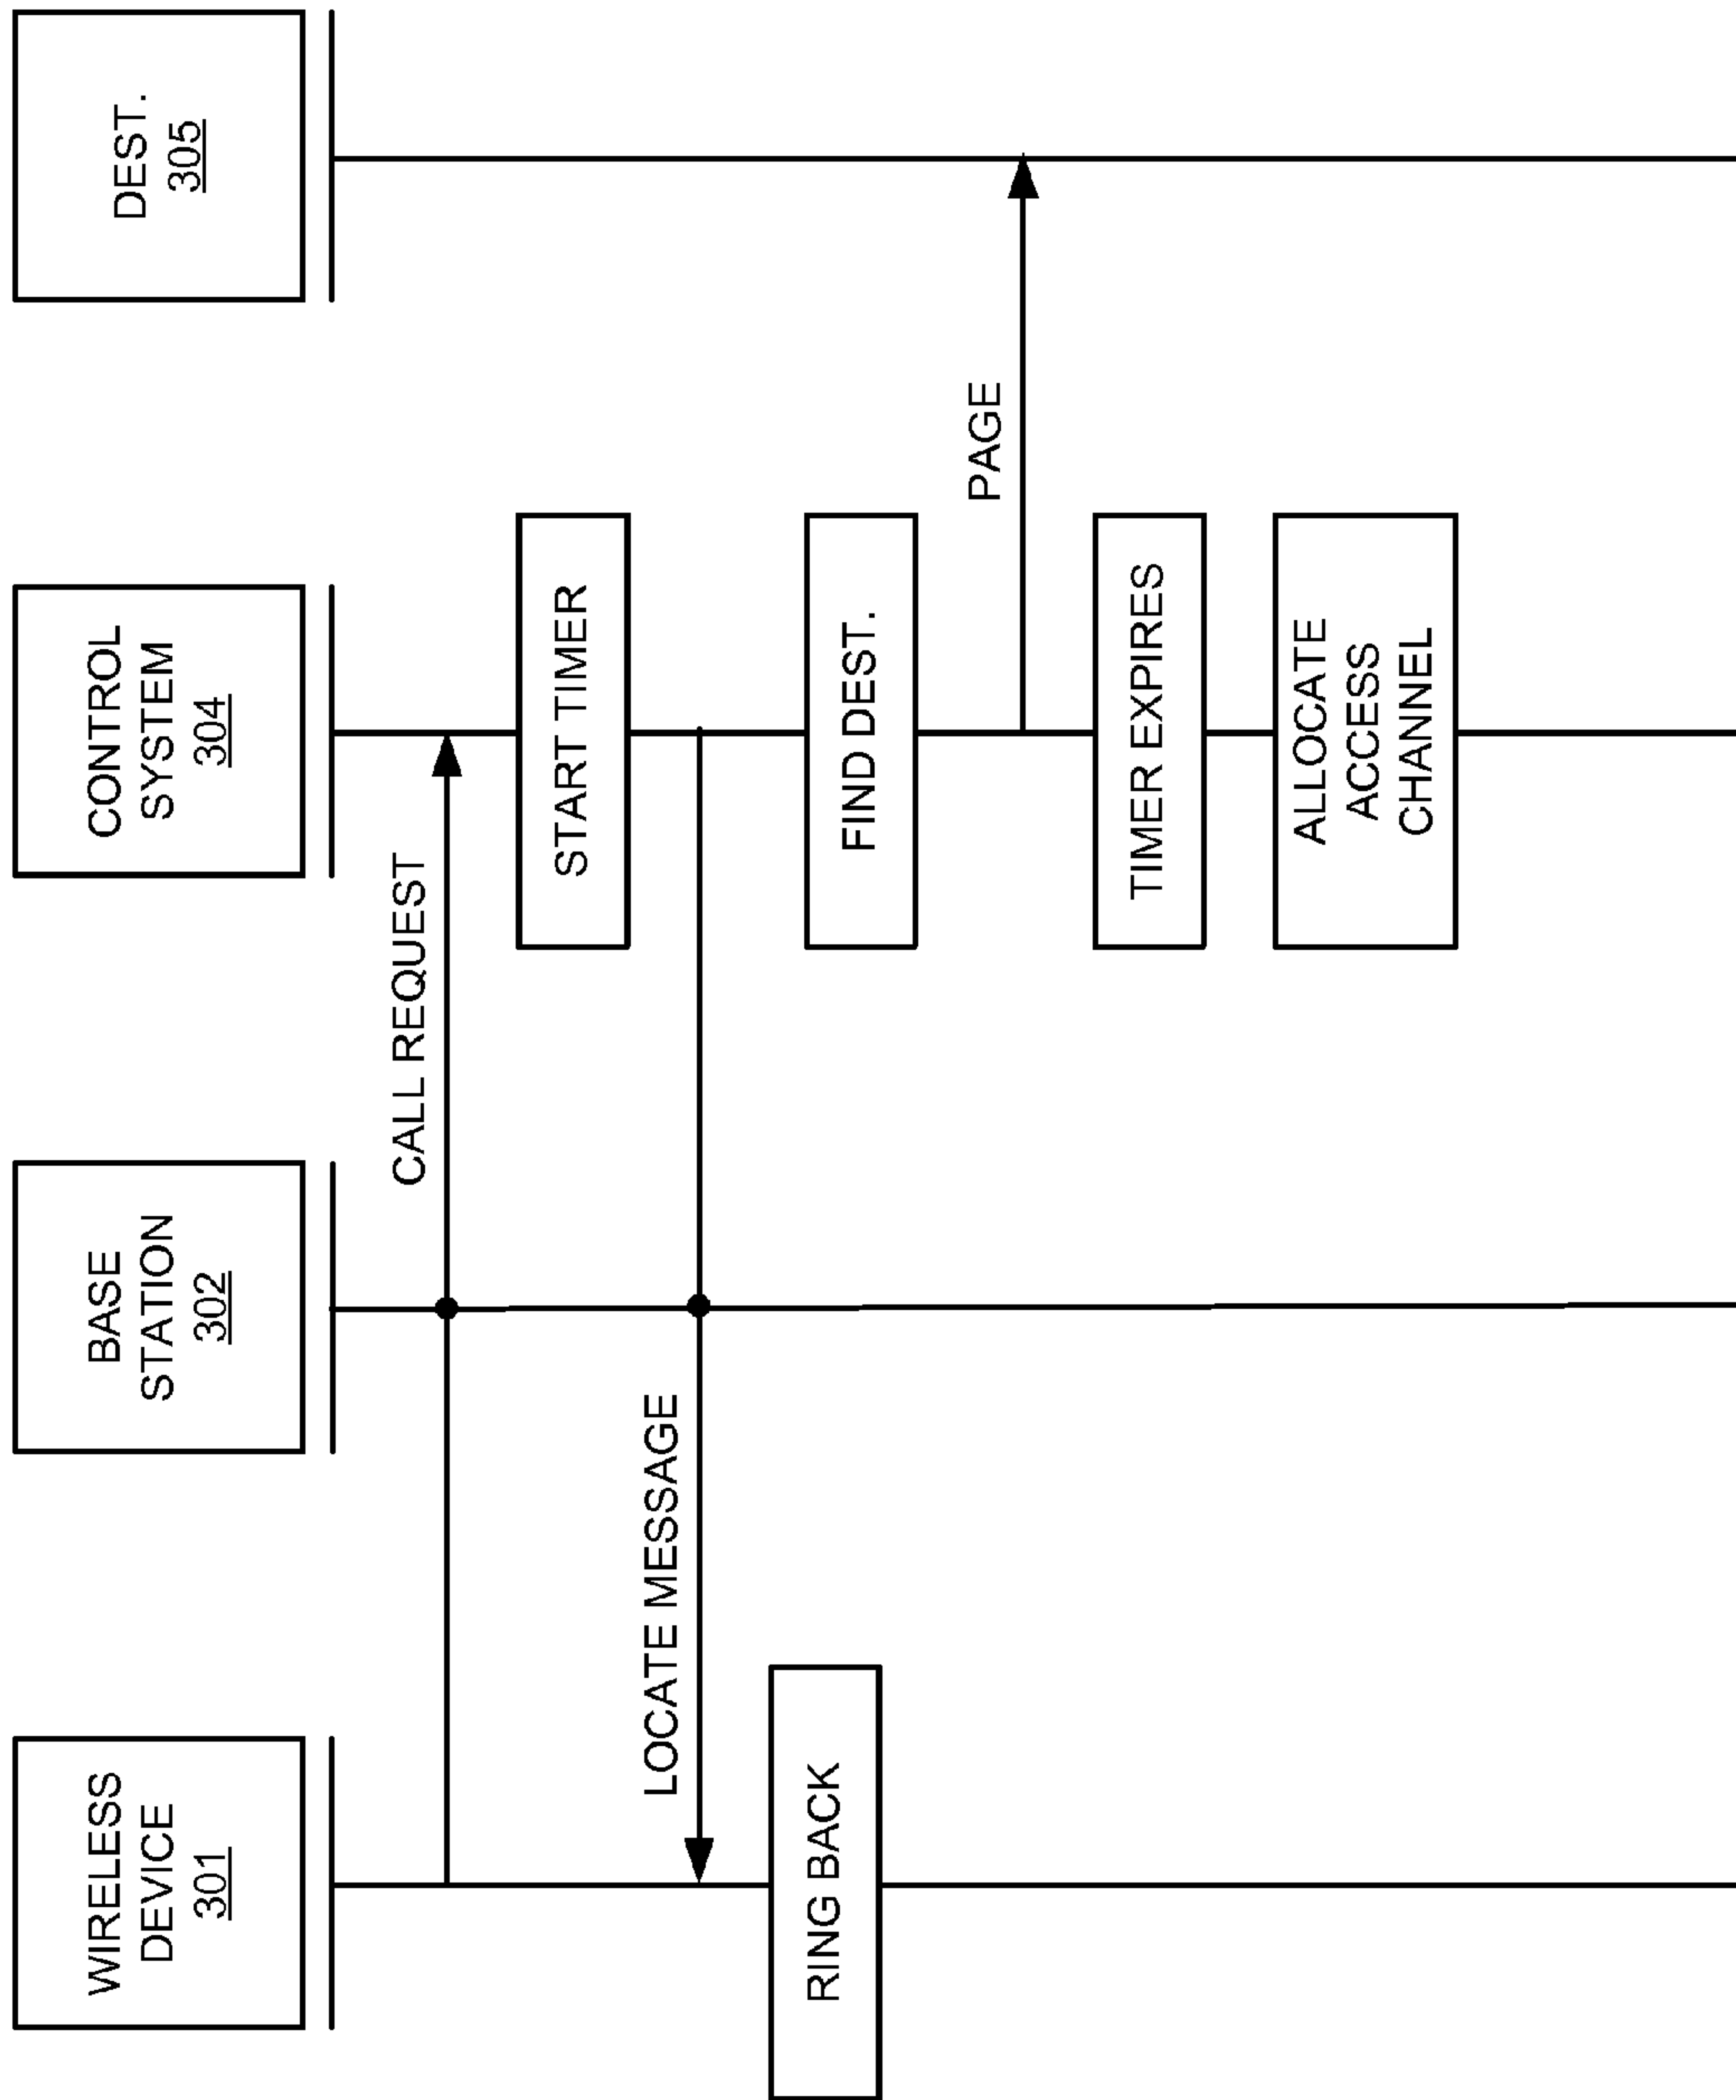 WIRELESS
DEVICE
301
BASE
STATION
302
CONTROL
SYSTEM
304
DEST.
305
CALL REQUEST
START TIMER
LOCATE MESSAGE
RING BACK
FIND DEST.
PAGE
TIMER EXPIRES
ALLOCATE
ACCESS
CHANNEL